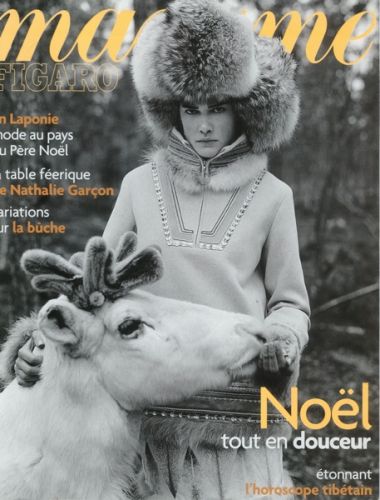 madame
FIGARO
n Laponie
mode au pays
u Père Noël
a table féerique
e Nathalie Garçon
ariations
ur la bûche
Noël
tout en douceur
étonnant
l'horoscope tibétain